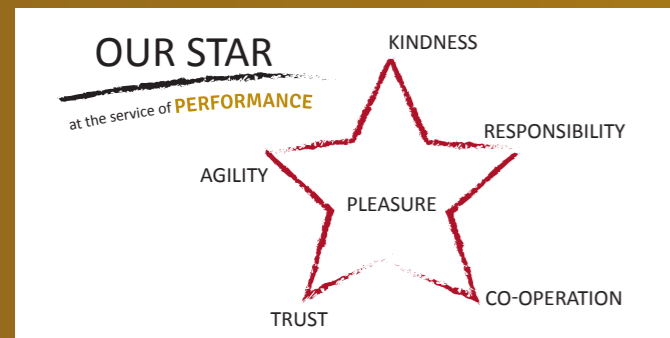 OUR STAR
at the service of PERFORMANCE
KINDNESS
RESPONSIBILITY
AGILITY
PLEASURE
CO-OPERATION
TRUST